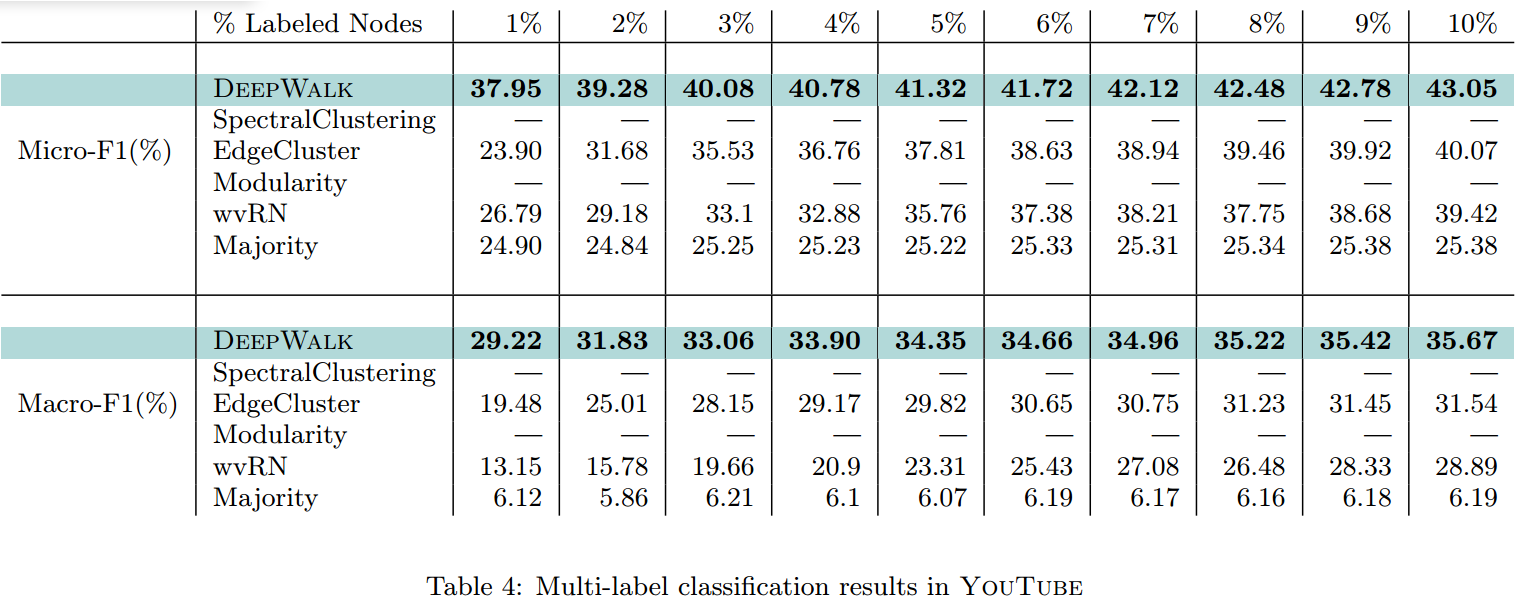 % Labeled Nodes 1% 2% 3% 4% 5% 6% 7% 8% 9% 10%
DEEPWALK 37.95 39.28 40.08 40.78 41.32 41.72 42.12 42.48 42.78 43.05
SpectralClustering — — — — — — — — — —
Micro-F1(%) EdgeCluster 23.90 31.68 35.53 36.76 37.81 38.63 38.94 39.46 39.92 40.07
Modularity — — — — — — — — — —
wvRN 26.79 29.18 33.1 32.88 35.76 37.38 38.21 37.75 38.68 39.42
Majority 24.90 24.84 25.25 25.23 25.22 25.33 25.31 25.34 25.38 25.38
DEEPWALK 29.22 31.83 33.06 33.90 34.35 34.66 34.96 35.22 35.42 35.67
SpectralClustering — — — — — — — — — —
Macro-F1(%) EdgeCluster 19.48 25.01 28.15 29.17 29.82 30.65 30.75 31.23 31.45 31.54
Modularity — — — — — — — — — —
wvRN 13.15 15.78 19.66 20.9 23.31 25.43 27.08 26.48 28.33 28.89
Majority 6.12 5.86 6.21 6.1 6.07 6.19 6.17 6.16 6.18 6.19
Table 4: Multi-label classification results in YOUTUBE